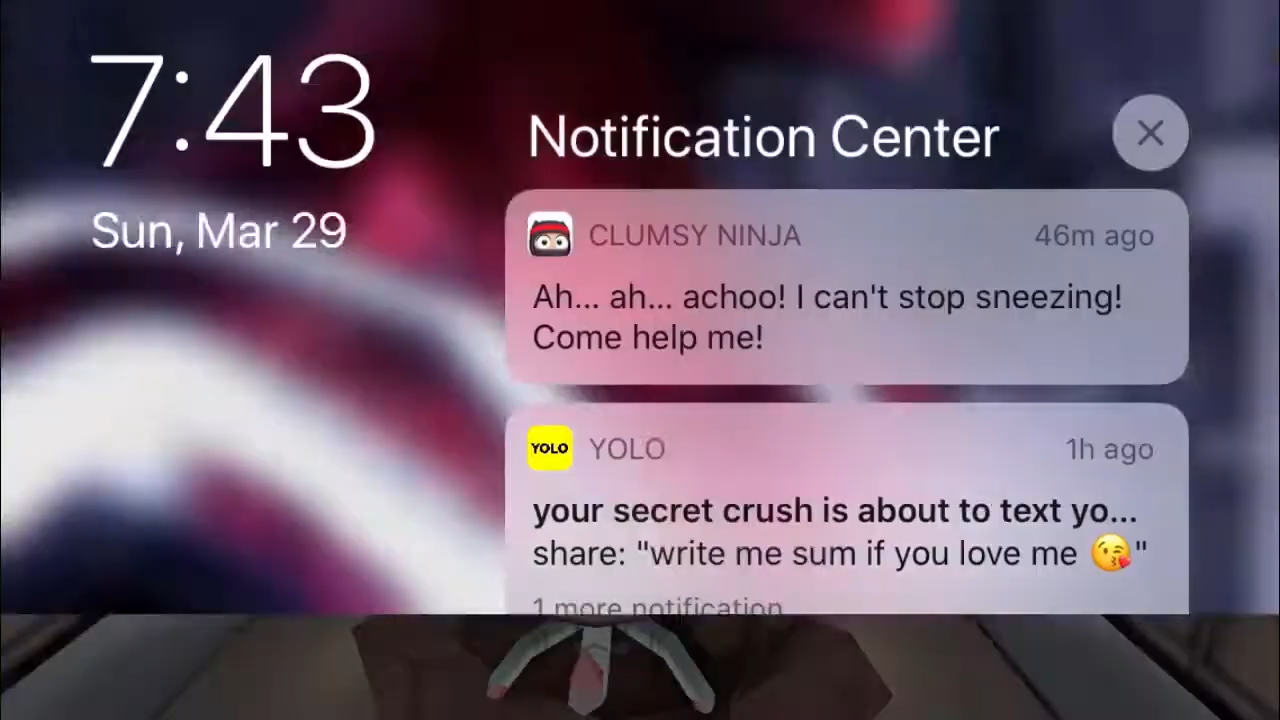 7:43
Sun, Mar 29
Notification Center
CLUMSY NINJA 46m ago
Ah... ah... achoo! I can't stop sneezing!
Come help me!
YOLO YOLO 1h ago
your secret crush is about to text yo...
share: "write me sum if you love me 😘"
1 more notification